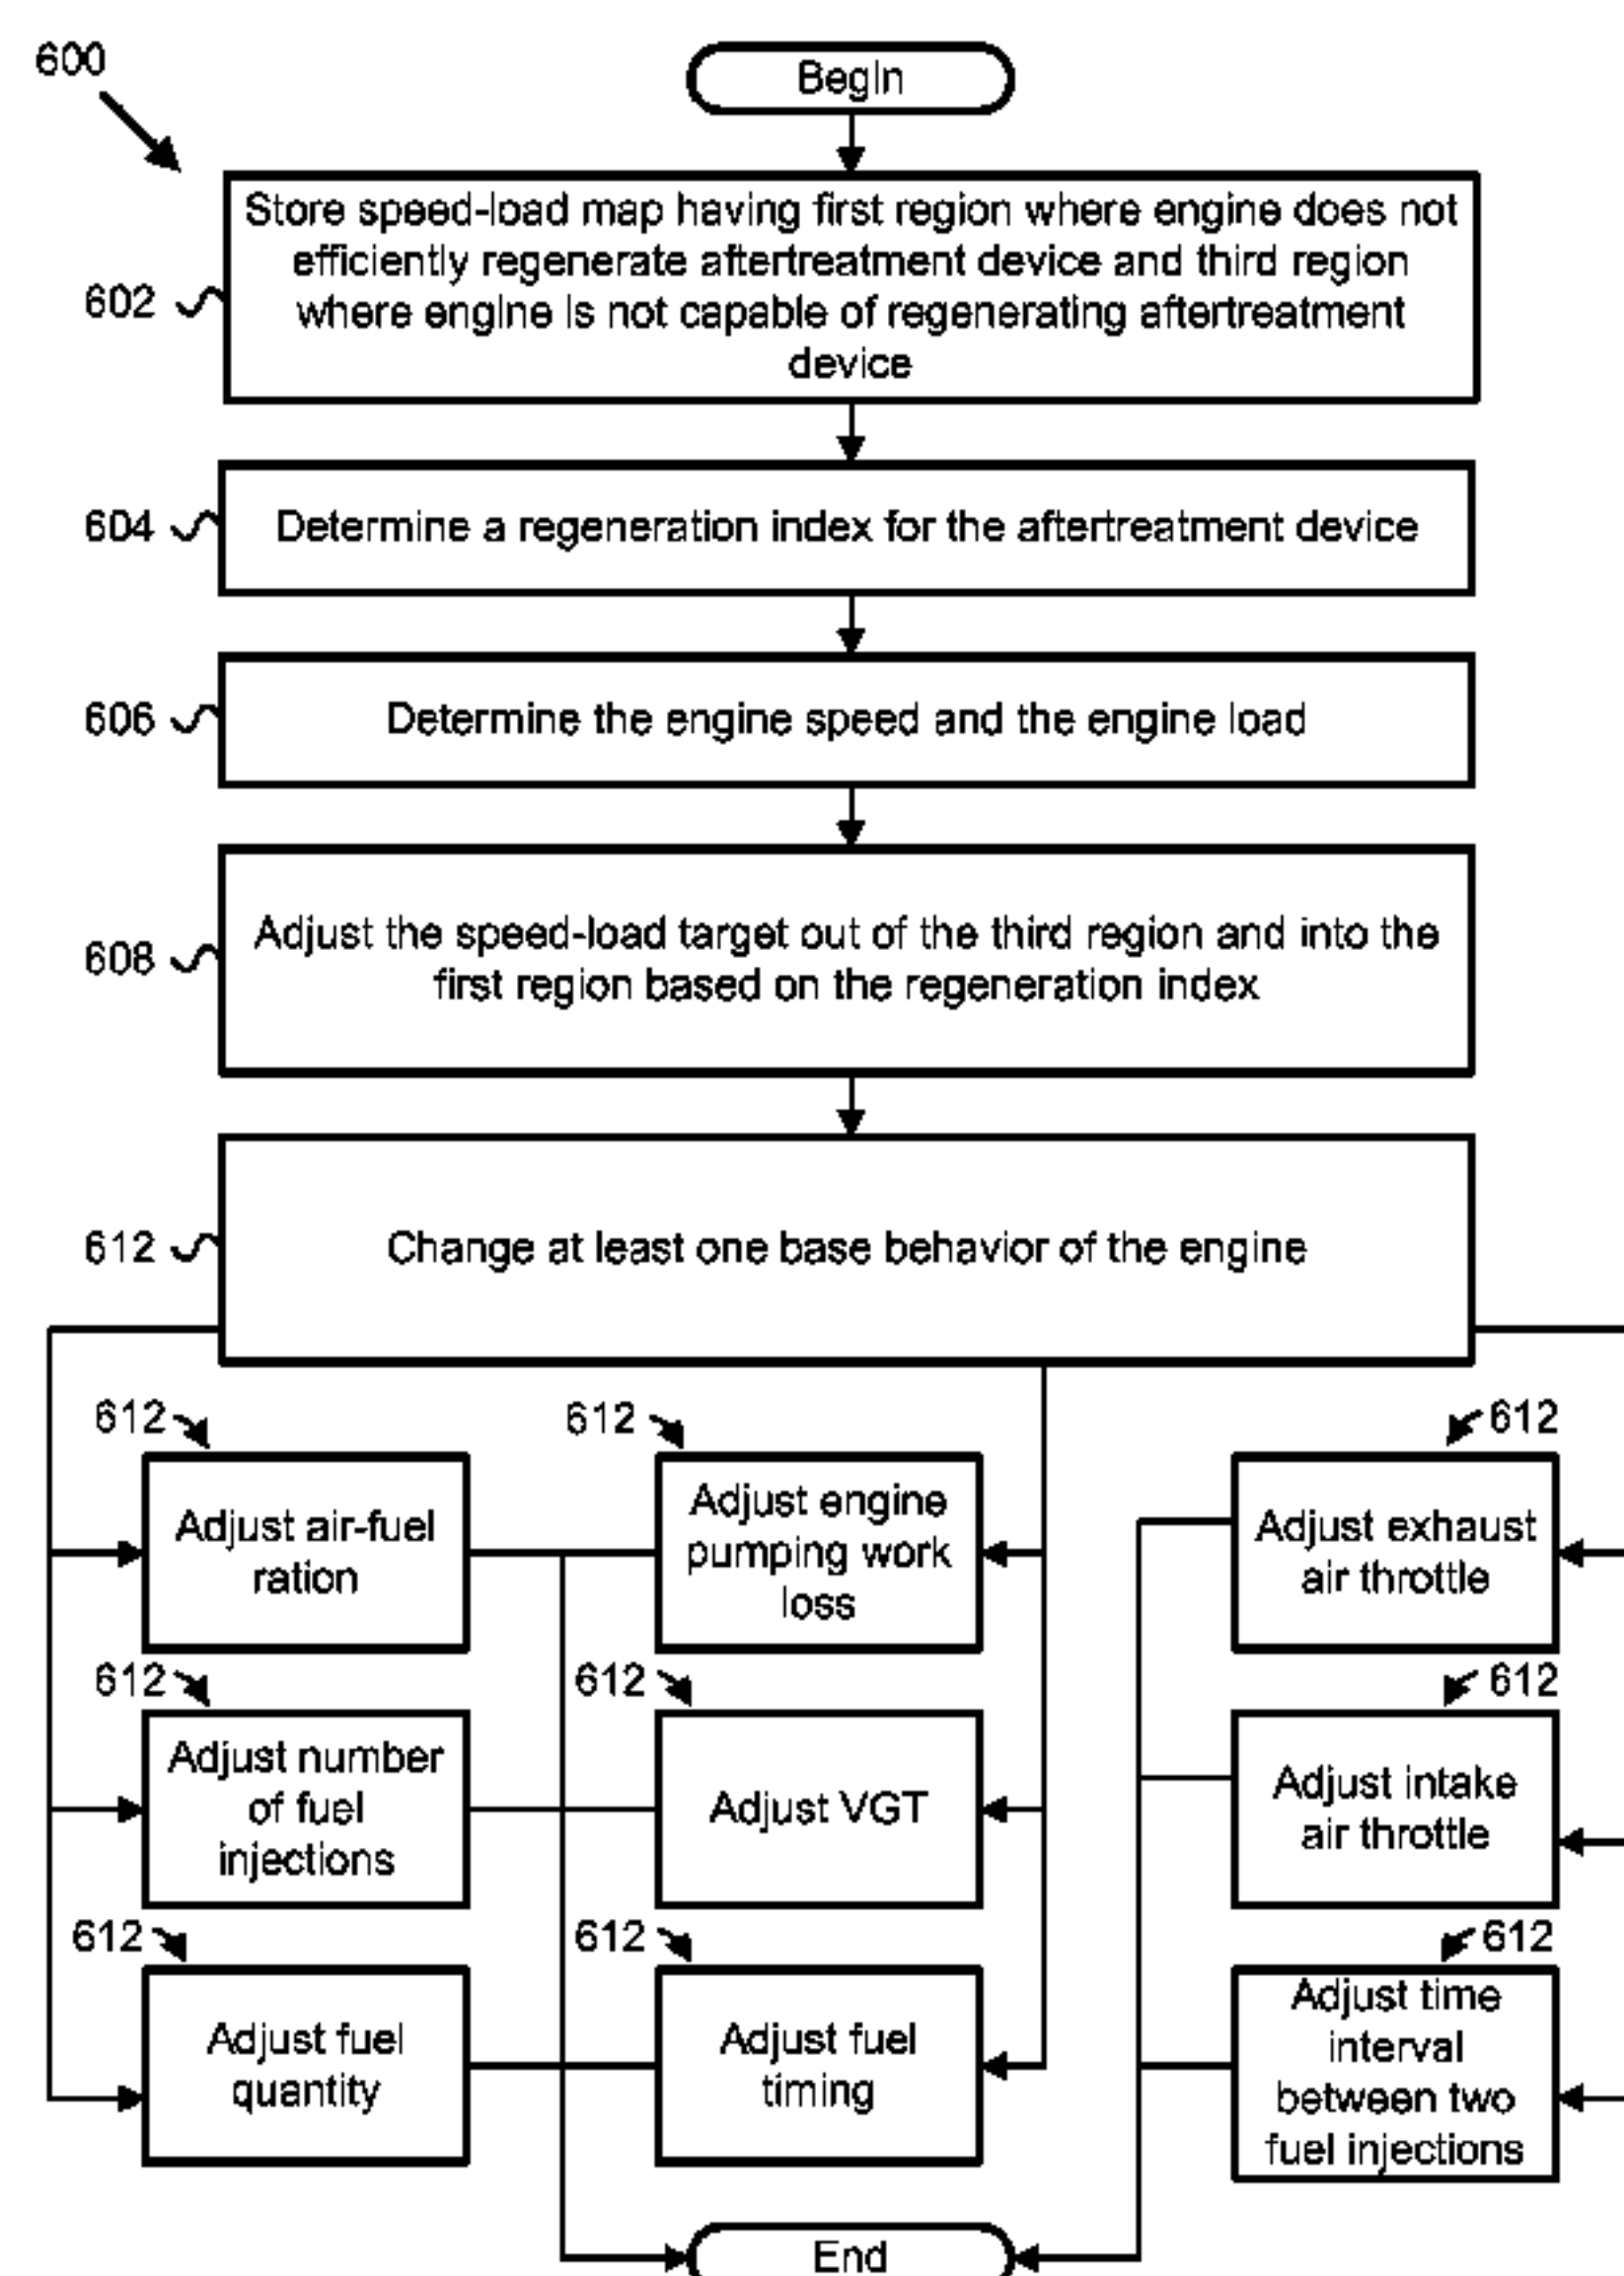 600
Begin
Store speed-load map having first region where engine does not
efficiently regenerate aftertreatment device and third region
where engine is not capable of regenerating aftertreatment
device
602
604
Determine a regeneration index for the aftertreatment device
606
Determine the engine speed and the engine load
608
Adjust the speed-load target out of the third region and into the
first region based on the regeneration index
612
Change at least one base behavior of the engine
612
Adjust air-fuel
ration
612
Adjust engine
pumping work
loss
612
Adjust exhaust
air throttle
612
Adjust number
of fuel
injections
612
Adjust VGT
612
Adjust intake
air throttle
612
Adjust fuel
quantity
612
Adjust fuel
timing
612
Adjust time
interval
between two
fuel injections
End